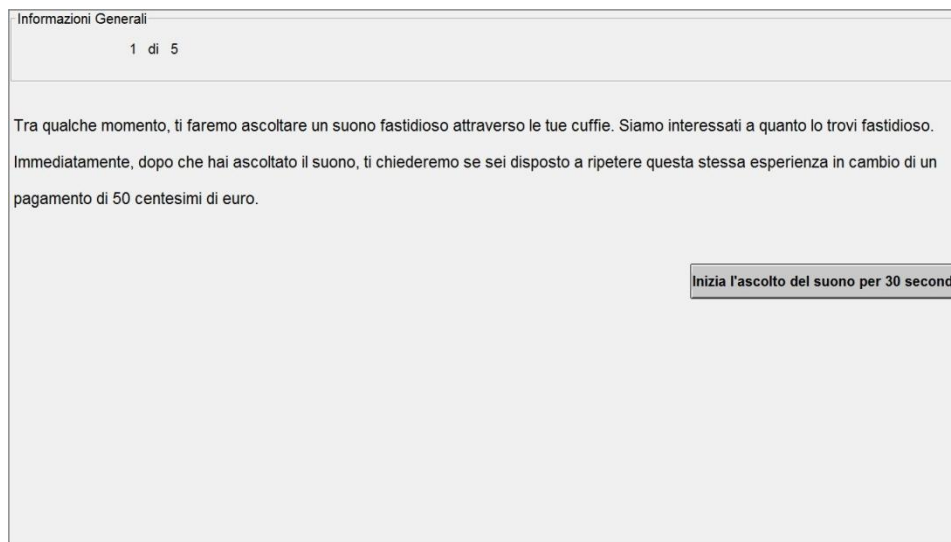 Informazioni Generali
1 di 5
Tra qualche momento, ti faremo ascoltare un suono fastidioso attraverso le tue cuffie. Siamo interessati a quanto lo trovi fastidioso.
Immediatamente, dopo che hai ascoltato il suono, ti chiederemo se sei disposto a ripetere questa stessa esperienza in cambio di un
pagamento di 50 centesimi di euro.
Inizia l'ascolto del suono per 30 second